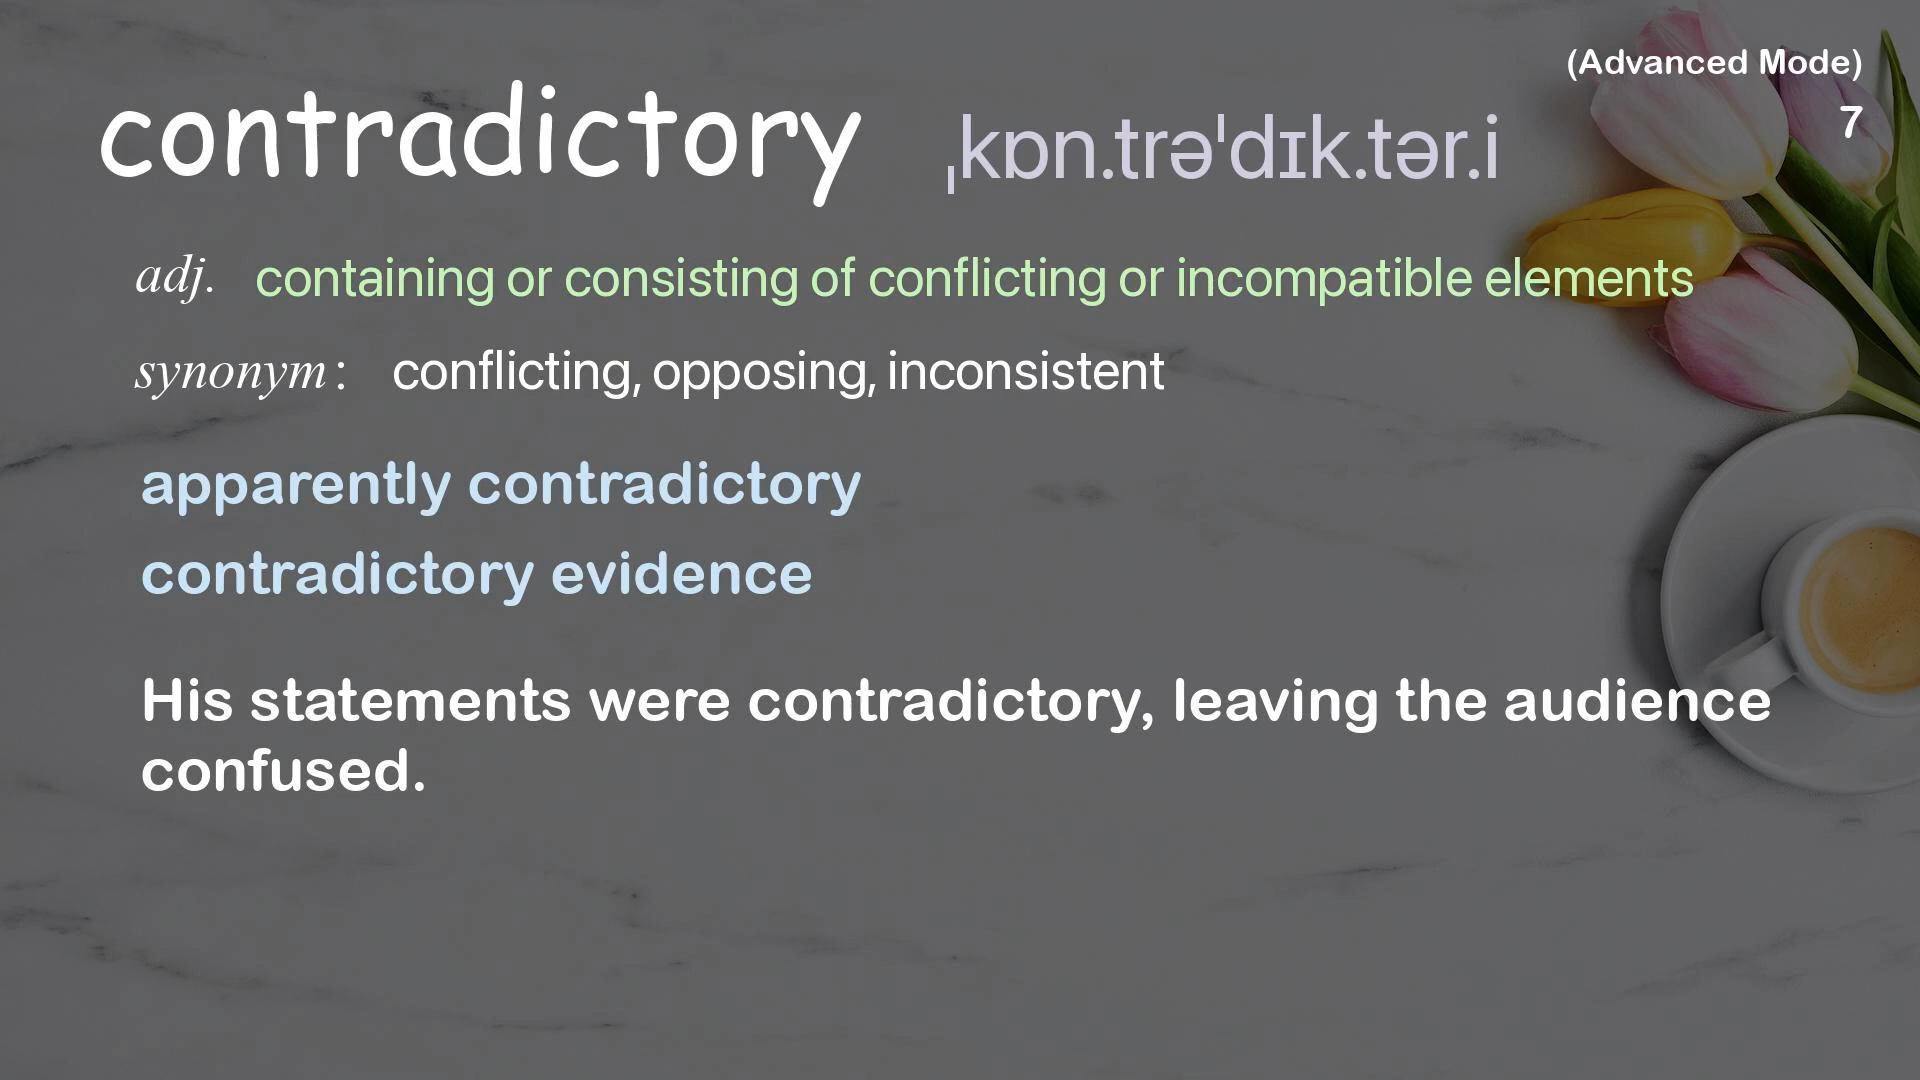 (Advanced Mode)
7
contradictory ˌkɒn.trəˈdɪk.tər.i
adj. containing or consisting of conflicting or incompatible elements
synonym : conflicting, opposing, inconsistent
apparently contradictory
contradictory evidence
His statements were contradictory, leaving the audience
confused.